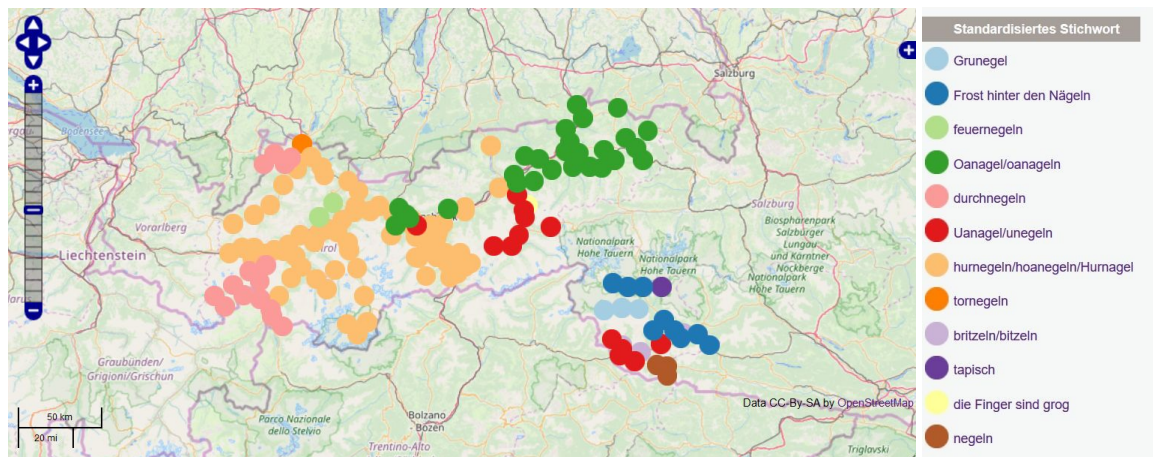 Salzburg
Bodensee
Vorarlberg
Liechtenstein
Salzburg
Biospherenpark
Salzburger
Lungau
und Kärntner
Nockberge
Nationalpark
Hohe Tauern
Nationalpark
Hohe Tauern
Nationalpark
Hohe Tauern
Graubünden/
Grigioni/Grischun
Parco Nazionale
dello Stelvio
Bolzano
- Bozen
Trentino-Alto
Triglavski
50 km
20 mi
Data CC-By-SA by OpenStreetMap
Standardisiertes Stichwort
Grunegel
Frost hinter den Nägeln
feuernegeln
Oanagel/oanageln
durchnegeln
Uanagel/unegeln
hurnegeln/hoanegeln/Hurnagel
tornegeln
britzeln/bitzeln
tapisch
die Finger sind grog
negeln